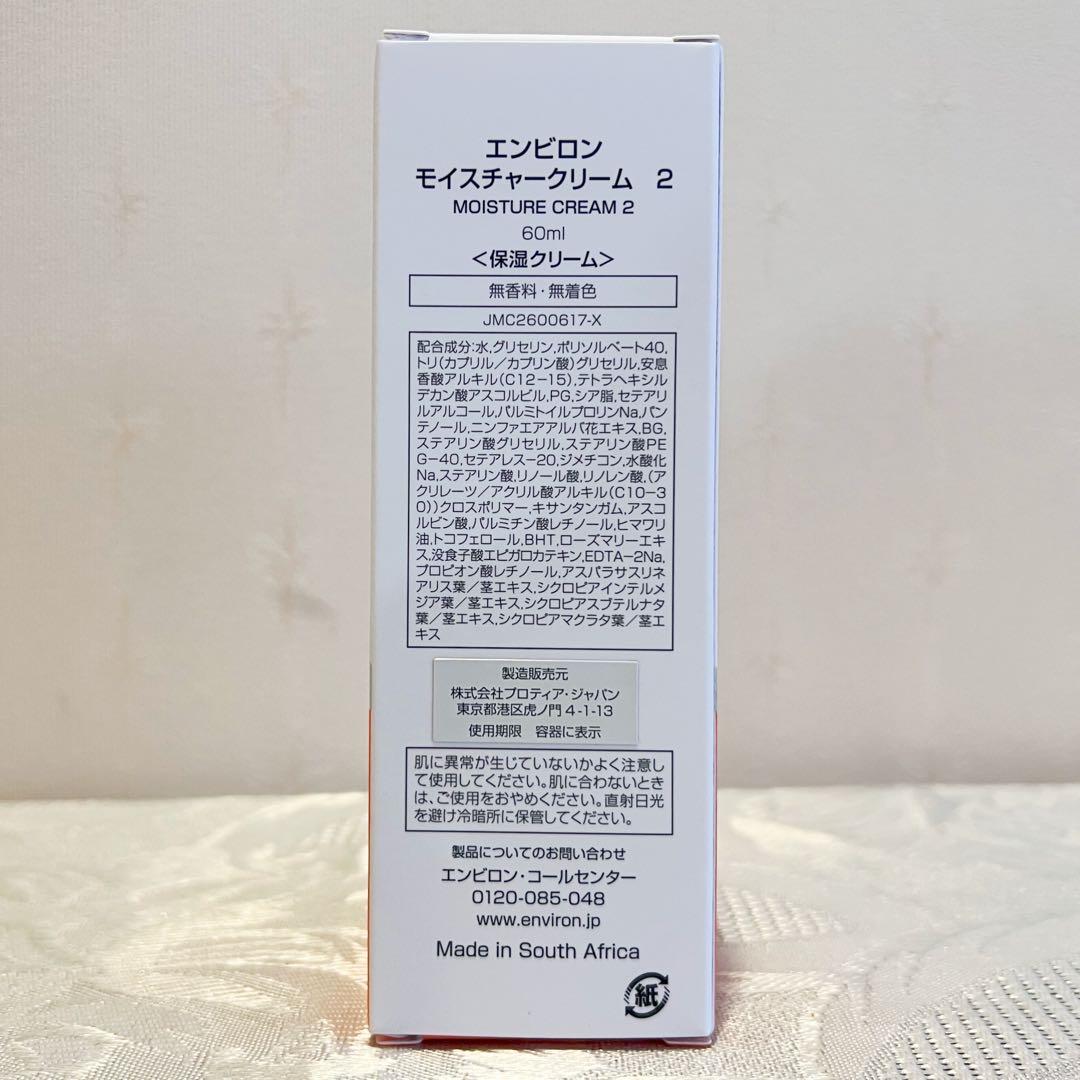 エンビロン
モイスチャークリーム 2
MOISTURE CREAM 2
60ml
＜保湿クリーム＞
無香料・無着色
JMC2600617-X
配合成分:水,グリセリン,ポリソルベート40,
トリ(カプリル／カプリン酸)グリセリル,安息
香酸アルキル(C12-15),テトラヘキシル
デカン酸アスコルビル,PG,シア脂,セテアリ
ルアルコール,パルミトイルプロリンNa,パン
テノール,ニンファエアアルバ花エキス,BG,
ステアリン酸グリセリル,ステアリン酸PE
G-40,セテアレス-20,ジメチコン,水酸化
Na,ステアリン酸,リノール酸,リノレン酸,(ア
クリレーツ／アクリル酸アルキル(C10-3
0))クロスポリマー,キサンタンガム,アスコ
ルビン酸,パルミチン酸レチノール,ヒマワリ
油,トコフェロール,BHT,ローズマリーエキ
ス,没食子酸エピガロカテキン,EDTA-2Na,
プロピオン酸レチノール,アスパラサスリネ
アリス葉／茎エキス,シクロピアインテルメ
ジア葉／茎エキス,シクロピアスブテルナタ
葉／茎エキス,シクロピアマクラタ葉／茎エ
キス
製造販売元
株式会社プロティア・ジャパン
東京都港区虎ノ門 4-1-13
使用期限 容器に表示
肌に異常が生じていないかよく注意し
て使用してください。肌に合わないとき
は、ご使用をおやめください。直射日光
を避け冷暗所に保管してください。
製品についてのお問い合わせ
エンビロン・コールセンター
0120-085-048
www.environ.jp
Made in South Africa
紙